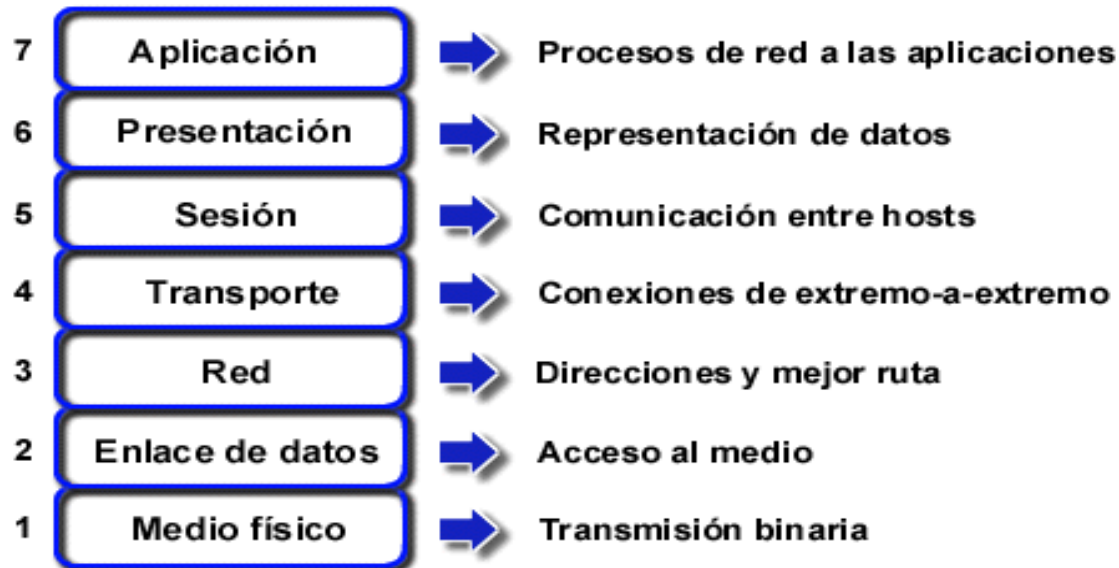 7 Aplicación Procesos de red a las aplicaciones
6 Presentación Representación de datos
5 Sesión Comunicación entre hosts
4 Transporte Conexiones de extremo-a-extremo
3 Red Direcciones y mejor ruta
2 Enlace de datos Acceso al medio
1 Medio físico Transmisión binaria